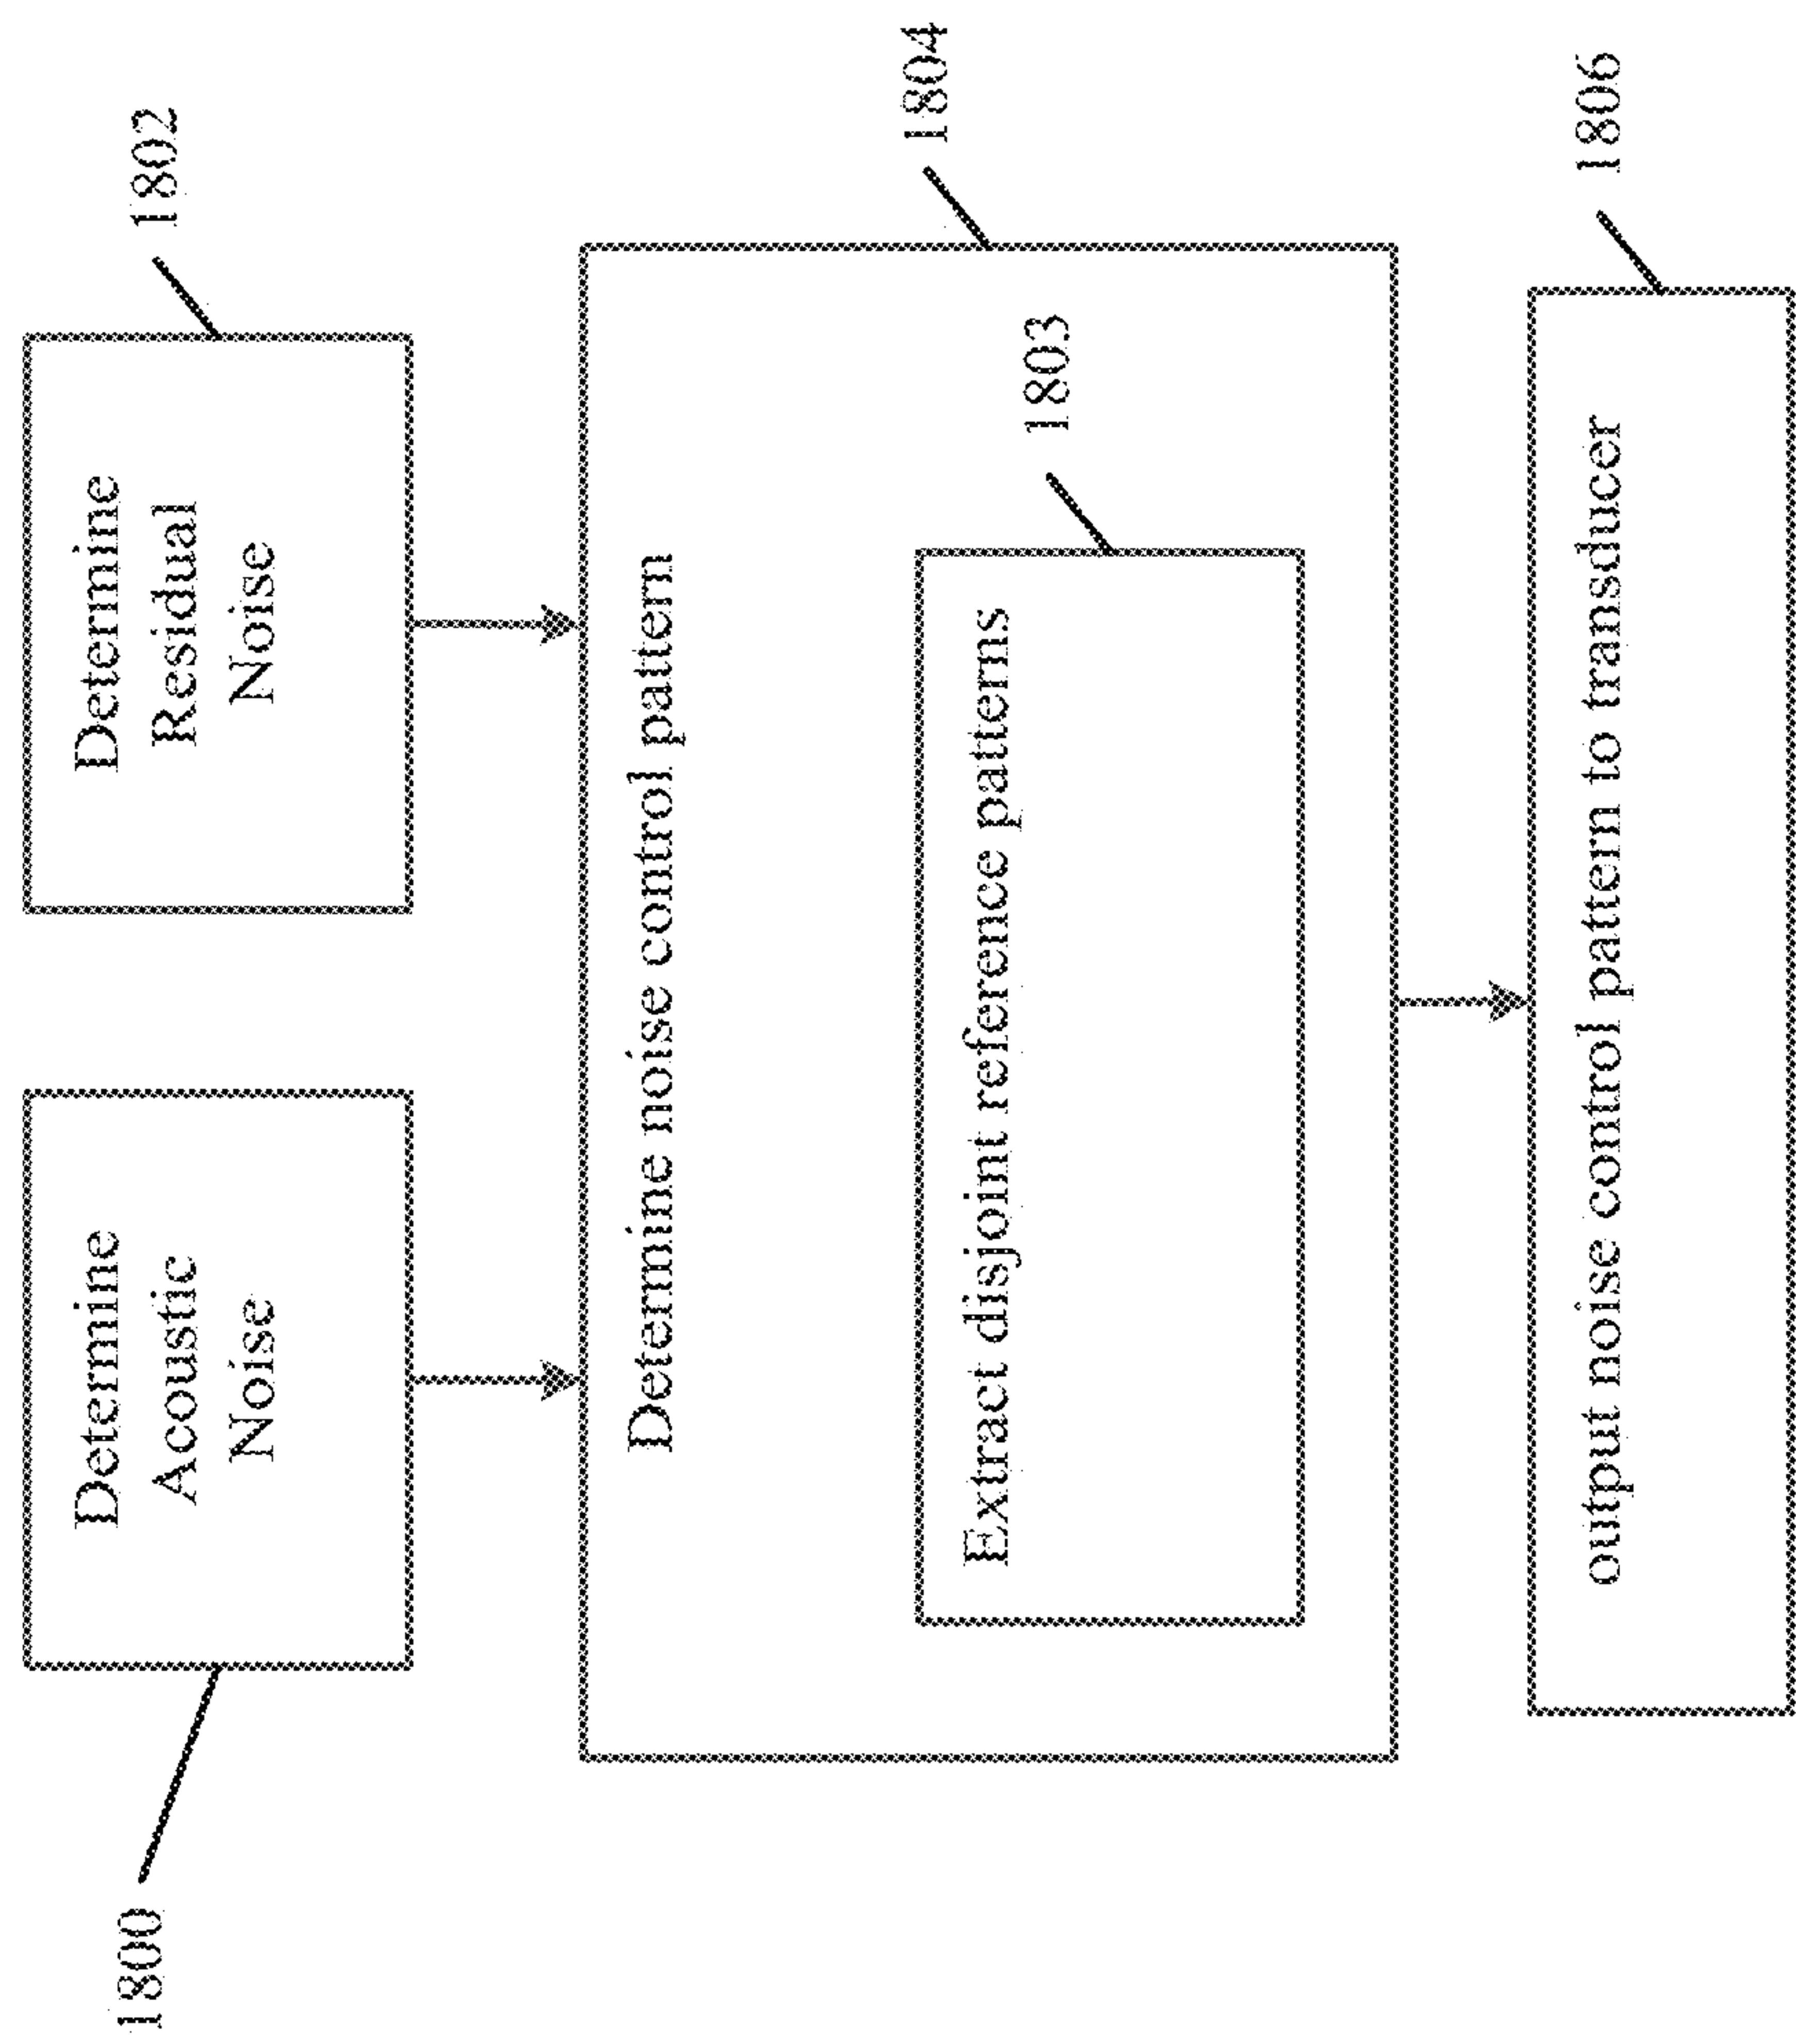 1800
Determine
Acoustic
Noise
Determine
Residual
Noise
1802
Determine noise control pattern
1804
Extract disjoint reference patterns
1803
output noise control pattern to transducer
1806